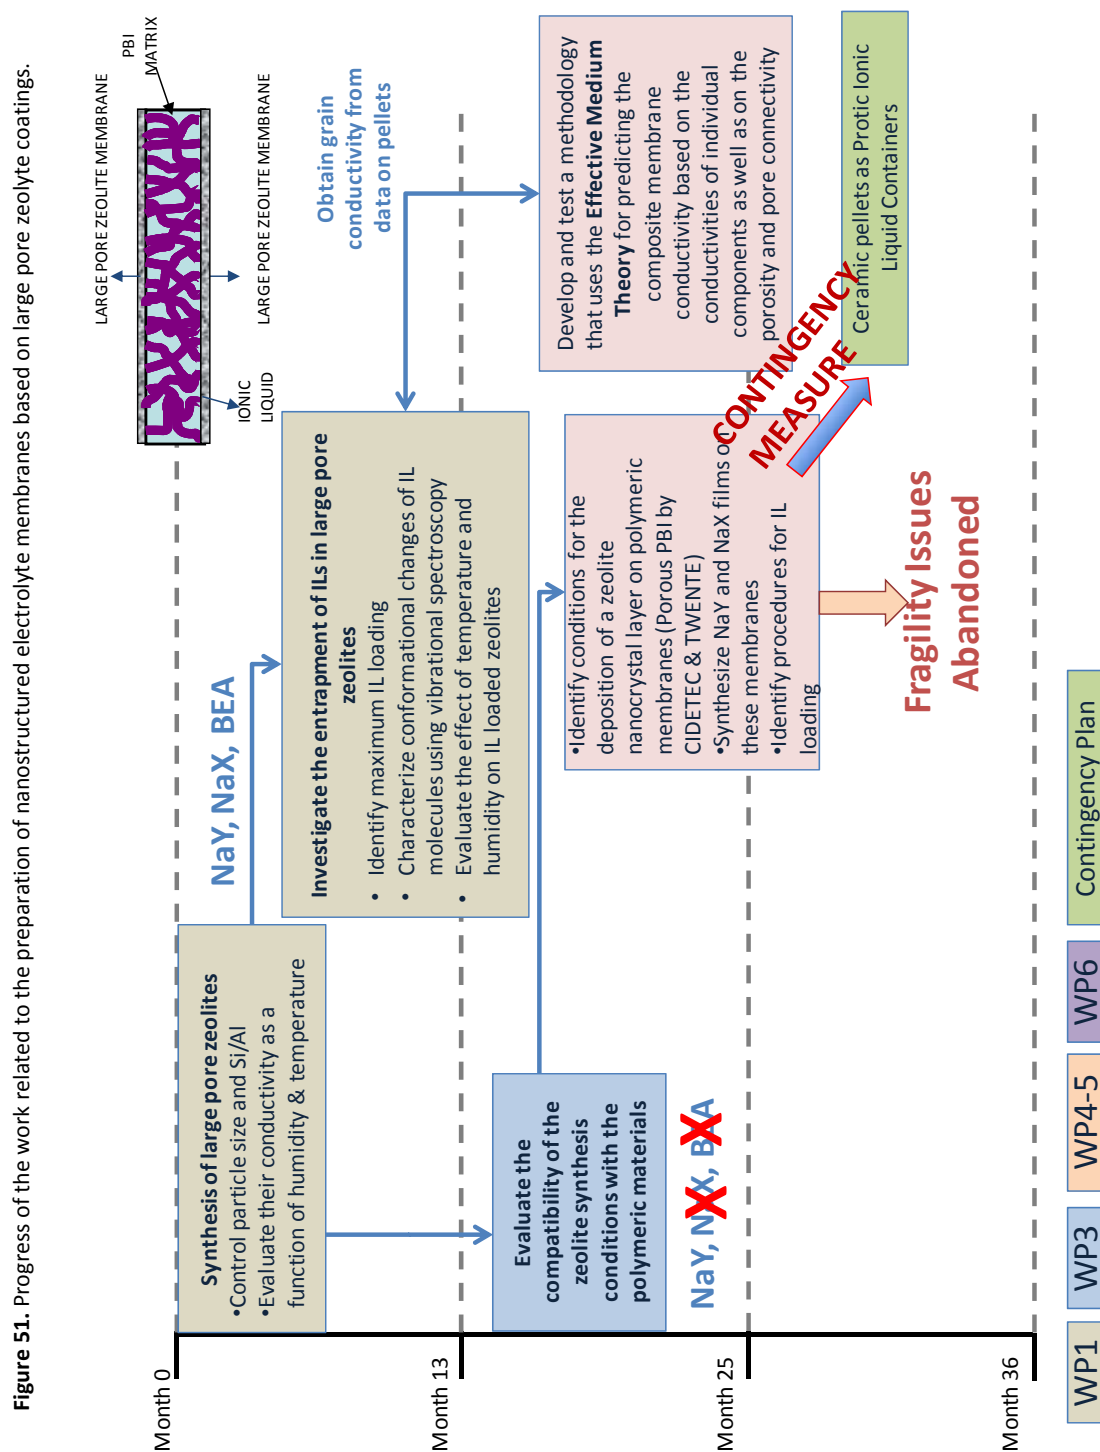 Figure 51. Progress of the work related to the preparation of nanostructured electrolyte membranes based on large pore zeolyte coatings.
LARGE PORE ZEOLITE MEMBRANE
PBI
MATRIX
IONIC
LIQUID
LARGE PORE ZEOLITE MEMBRANE
Month 0
Synthesis of large pore zeolites
•Control particle size and Si/Al
•Evaluate their conductivity as a
function of humidity & temperature
NaY, NaX, BEA
Investigate the entrapment of ILs in large pore
zeolites
• Identify maximum IL loading
• Characterize conformational changes of IL
molecules using vibrational spectroscopy
• Evaluate the effect of temperature and
humidity on IL loaded zeolites
Obtain grain
conductivity from
data on pellets
Month 13
Evaluate the
compatibility of the
zeolite synthesis
conditions with the
polymeric materials
NaY, NaX, BEA
•Identify conditions for the
deposition of a zeolite
nanocrystal layer on polymeric
membranes (Porous PBI by
CIDETEC & TWENTE)
•Synthesize NaY and NaX films on
these membranes
•Identify procedures for IL
loading
Develop and test a methodology
that uses the Effective Medium
Theory for predicting the
composite membrane
conductivity based on the
conductivities of individual
components as well as on the
porosity and pore connectivity
Month 25
CONTINGENCY
MEASURE
Ceramic pellets as Protic Ionic
Liquid Containers
Fragility Issues
Abandoned
Month 36
WP1
WP3
WP4-5
WP6
Contingency Plan